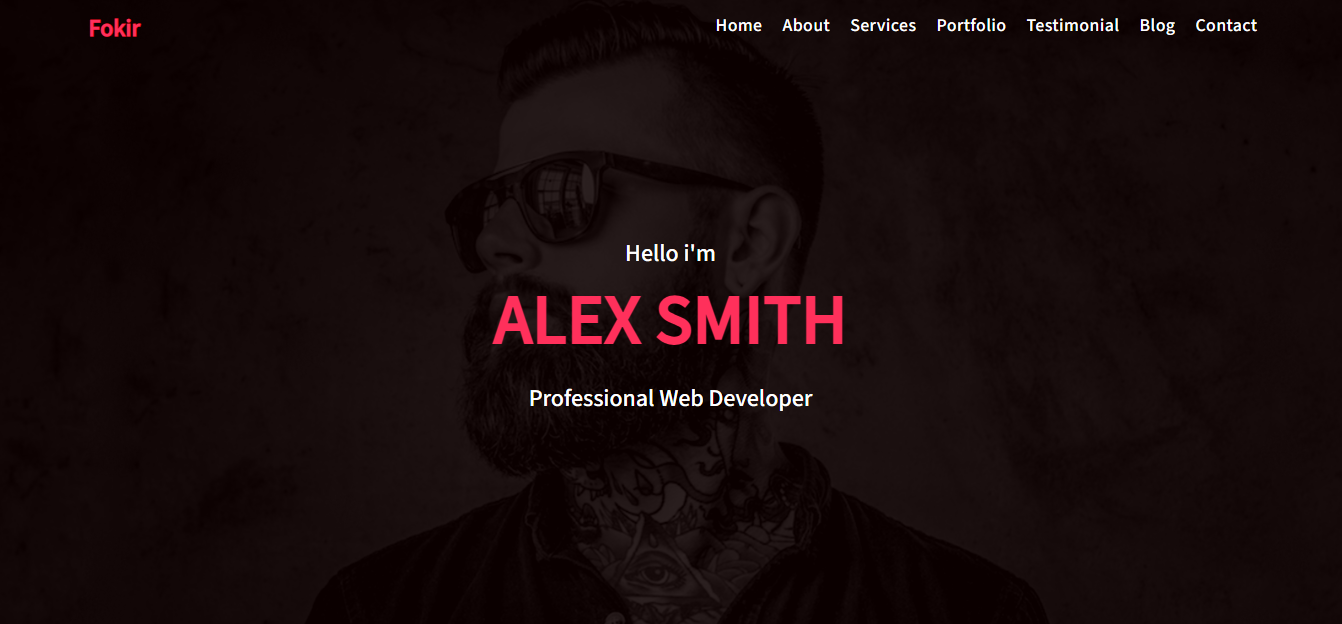 Fokir
Home About Services Portfolio Testimonial Blog Contact
Hello i'm
ALEX SMITH
Professional Web Developer